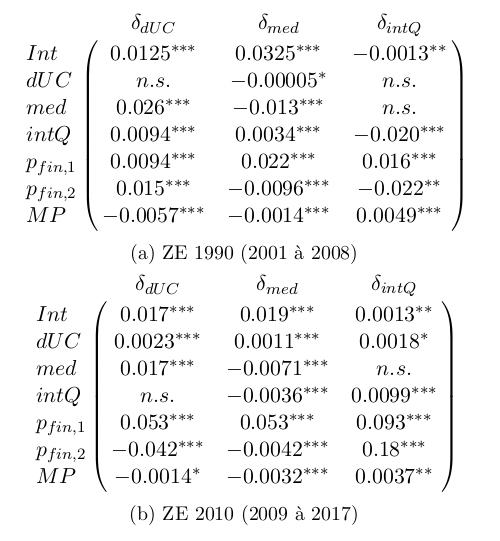 δ_dUC δ_med δ_intQ
Int 0.0125*** 0.0325*** −0.0013**
dUC n.s. −0.00005* n.s.
med 0.026*** −0.013*** n.s.
intQ 0.0094*** 0.0034*** −0.020***
p_fin,1 0.0094*** 0.022*** 0.016***
p_fin,2 0.015*** −0.0096*** −0.022**
MP −0.0057*** −0.0014*** 0.0049***
(a) ZE 1990 (2001 à 2008)
δ_dUC δ_med δ_intQ
Int 0.017*** 0.019*** 0.0013**
dUC 0.0023*** 0.0011*** 0.0018*
med 0.017*** −0.0071*** n.s.
intQ n.s. −0.0036*** 0.0099***
p_fin,1 0.053*** 0.053*** 0.093***
p_fin,2 −0.042*** −0.0042*** 0.18***
MP −0.0014* −0.0032*** 0.0037**
(b) ZE 2010 (2009 à 2017)